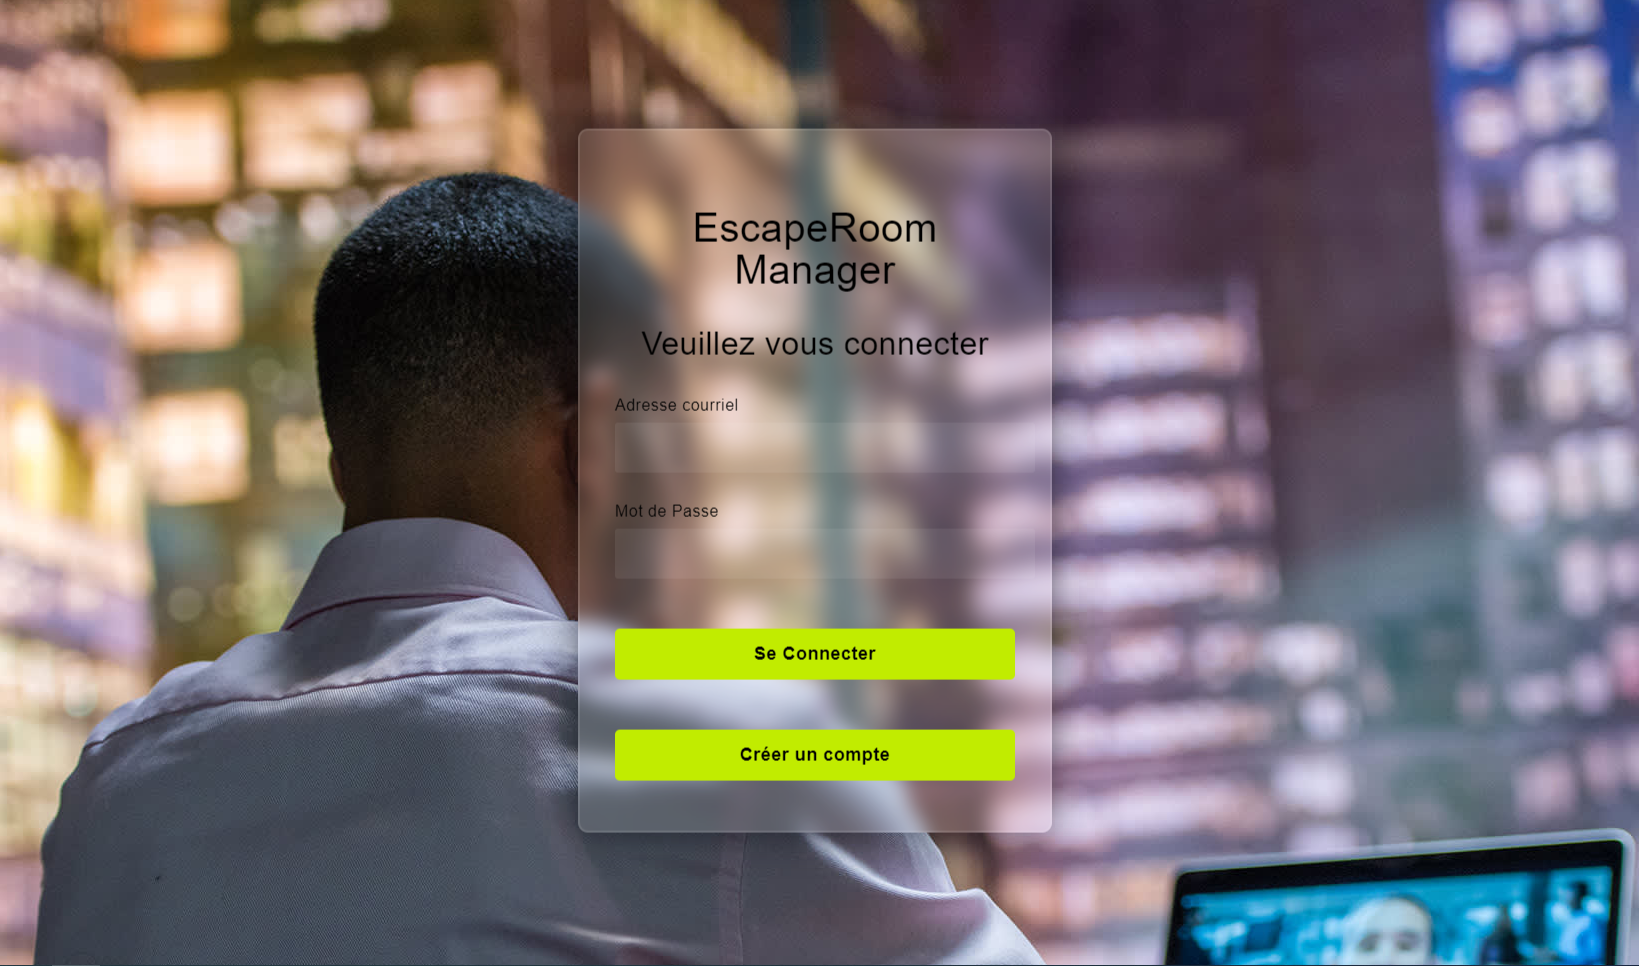 EscapeRoom
Manager
Veuillez vous connecter
Adresse courriel
Mot de Passe
Se Connecter
Créer un compte